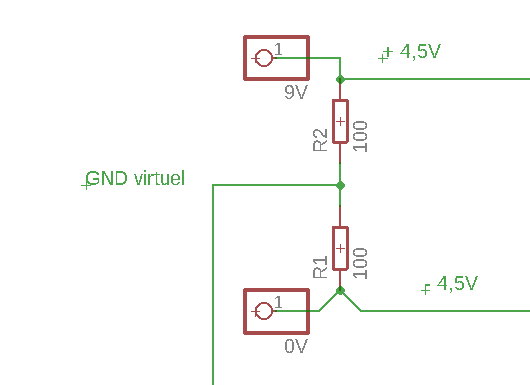 1
+ 4,5V
9V
R2
100
GND virtuel
R1
100
- 4,5V
1
0V